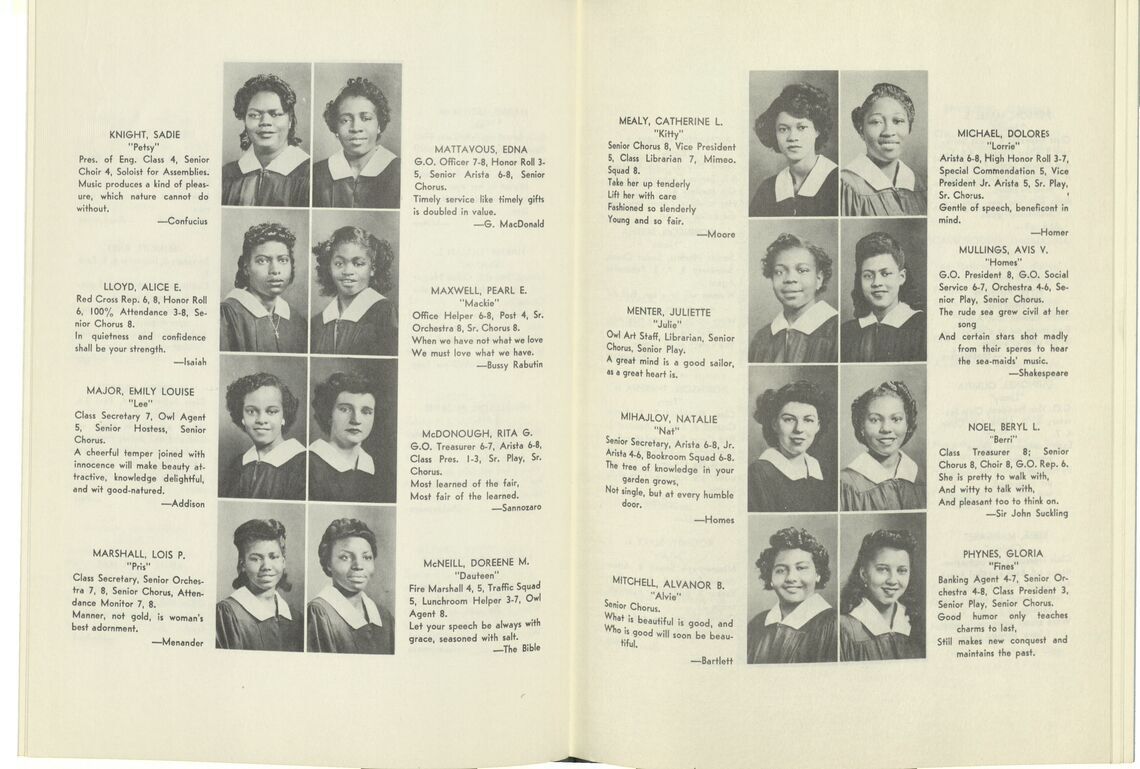 KNIGHT, SADIE
"Petsy"
Pres. of Eng. Class 4, Senior
Choir 4, Soloist for Assemblies.
Music produces a kind of pleas-
ure, which nature cannot do
without.
—Confucius
LLOYD, ALICE E.
Red Cross Rep. 6, 8, Honor Roll
6, 100% Attendance 3-8, Se-
nior Chorus 8.
In quietness and confidence
shall be your strength.
—Isaiah
MAJOR, EMILY LOUISE
"Lee"
Class Secretary 7, Owl Agent
5, Senior Hostess, Senior
Chorus.
A cheerful temper joined with
innocence will make beauty at-
tractive, knowledge delightful,
and wit good-natured.
—Addison
MARSHALL, LOIS P.
"Pris"
Class Secretary, Senior Orches-
tra 7, 8, Senior Chorus, Atten-
dance Monitor 7, 8.
Manner, not gold, is woman's
best adornment.
—Menander
MATTAVOUS, EDNA
G.O. Officer 7-8, Honor Roll 3-
5, Senior Arista 6-8, Senior
Chorus.
Timely service like timely gifts
is doubled in value.
—G. MacDonald
MAXWELL, PEARL E.
"Mackie"
Office Helper 6-8, Post 4, Sr.
Orchestra 8, Sr. Chorus 8.
When we have not what we love
We must love what we have.
—Bussy Rabutin
McDONOUGH, RITA G.
G.O. Treasurer 6-7, Arista 6-8,
Class Pres. 1-3, Sr. Play, Sr.
Chorus.
Most learned of the fair,
Most fair of the learned.
—Sannozaro
McNEILL, DOREENE M.
"Dauteen"
Fire Marshall 4, 5, Traffic Squad
5, Lunchroom Helper 3-7, Owl
Agent 8.
Let your speech be always with
grace, seasoned with salt.
—The Bible
MEALY, CATHERINE L.
"Kitty"
Senior Chorus 8, Vice President
5, Class Librarian 7, Mimeo.
Squad 8.
Take her up tenderly
Lift her with care
Fashioned so slenderly
Young and so fair.
—Moore
MENTER, JULIETTE
"Julie"
Owl Art Staff, Librarian, Senior
Chorus, Senior Play.
A great mind is a good sailor,
as a great heart is.
MIHAJLOV, NATALIE
"Nat"
Senior Secretary, Arista 6-8, Jr.
Arista 4-6, Bookroom Squad 6-8.
The tree of knowledge in your
garden grows,
Not single, but at every humble
door.
—Homes
MITCHELL, ALVANOR B.
"Alvie"
Senior Chorus.
What is beautiful is good, and
Who is good will soon be beau-
tiful.
—Bartlett
MICHAEL, DOLORES
"Lorrie"
Arista 6-8, High Honor Roll 3-7,
Special Commendation 5, Vice
President Jr. Arista 5, Sr. Play,
Sr. Chorus.
Gentle of speech, beneficent in
mind.
—Homer
MULLINGS, AVIS V.
"Homes"
G.O. President 8, G.O. Social
Service 6-7, Orchestra 4-6, Se-
nior Play, Senior Chorus.
The rude sea grew civil at her
song
And certain stars shot madly
from their speres to hear
the sea-maids' music.
—Shakespeare
NOEL, BERYL L.
"Berri"
Class Treasurer 8; Senior
Chorus 8, Choir 8, G.O. Rep. 6.
She is pretty to walk with,
And witty to talk with,
And pleasant too to think on.
—Sir John Suckling
PHYNES, GLORIA
"Fines"
Banking Agent 4-7, Senior Or-
chestra 4-8, Class President 3,
Senior Play, Senior Chorus.
Good humor only teaches
charms to last,
Still makes new conquest and
maintains the past.